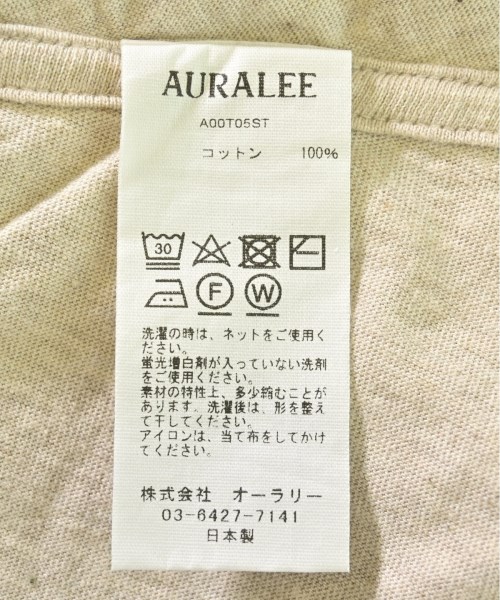 AURALEE
A00T05ST
コットン 100%
30
F W
洗濯の時は、ネットをご使用く
ださい。
蛍光増白剤が入っていない洗剤
をご使用ください。
素材の特性上、多少縮むことが
あります。洗濯後は、形を整え
て干してください。
アイロンは、当て布をしてかけ
てください。
株式会社 オーラリー
03-6427-7141
日本製